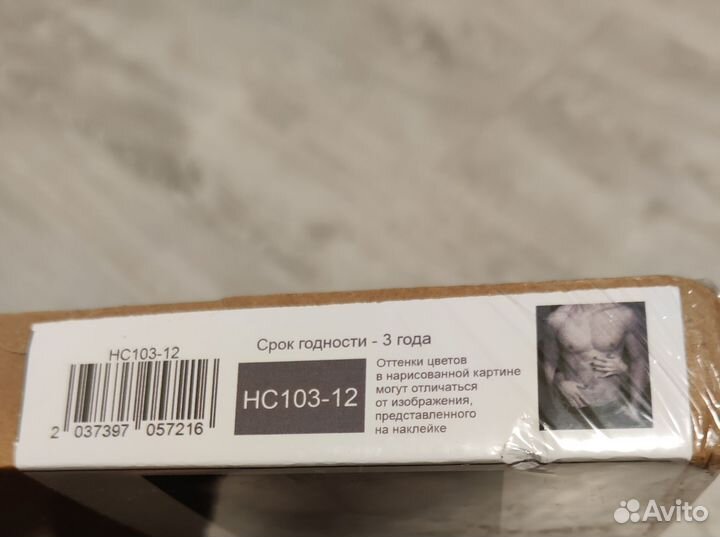 HC103-12
2 037397 057216
Срок годности - 3 года
HC103-12
Оттенки цветов
в нарисованной картине
могут отличаться
от изображения,
представленного
на наклейке
Avito